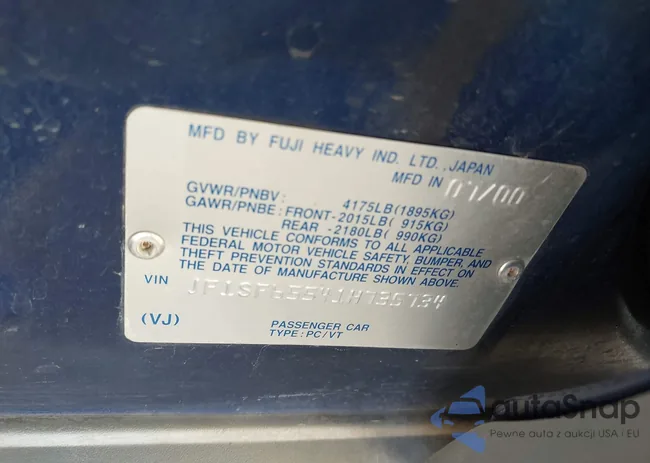 MFD BY FUJI HEAVY IND. LTD., JAPAN
MFD IN 07/00
GVWR/PNBV: 4175LB(1895KG)
GAWR/PNBE: FRONT-2015LB( 915KG)
REAR -2180LB( 990KG)
THIS VEHICLE CONFORMS TO ALL APPLICABLE
FEDERAL MOTOR VEHICLE SAFETY, BUMPER, AND
THEFT PREVENTION STANDARDS IN EFFECT ON
THE DATE OF MANUFACTURE SHOWN ABOVE.
VIN JF1SF65541H735734
(VJ) PASSENGER CAR
TYPE: PC/VT
autoSnap
Pewne auto z aukcji USA i EU